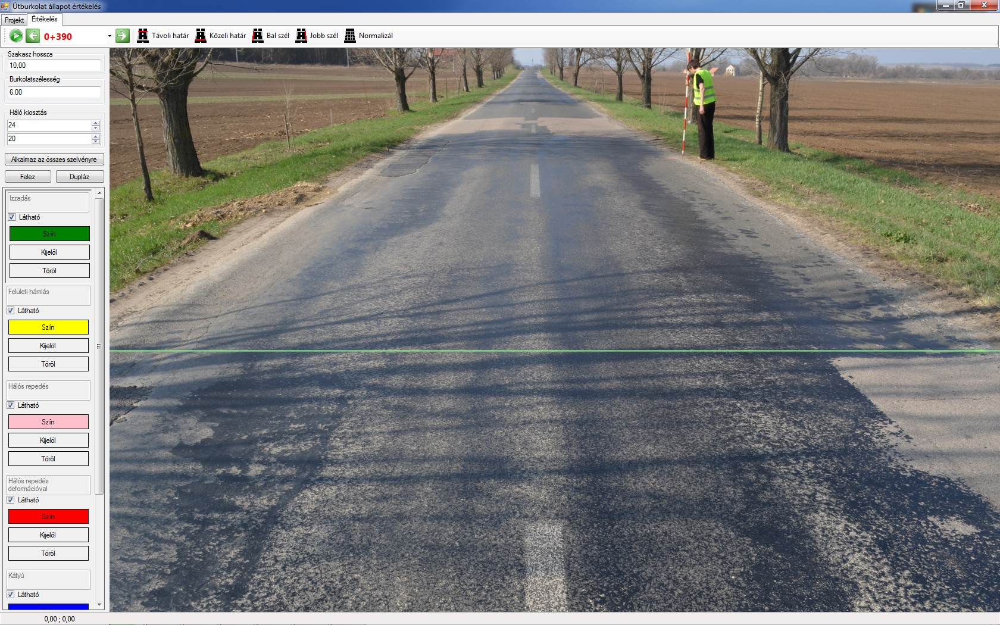 Útburkolat állapot értékelés
Projekt
Értékelés
0+390
Távoli határ
Közeli határ
Bal szél
Jobb szél
Normalizál
Szakasz hossza
10,00
Burkolatszélesség
6,00
Háló kiosztás
24
20
Alkalmaz az összes szelvényre
Felez
Dupláz
Izzadás
Látható
Szín
Kijelöl
Töröl
Felületi hámlás
Látható
Szín
Kijelöl
Töröl
Hálós repedés
Látható
Szín
Kijelöl
Töröl
Hálós repedés
deformációval
Látható
Szín
Kijelöl
Töröl
Kátyú
Látható
0,00 ; 0,00